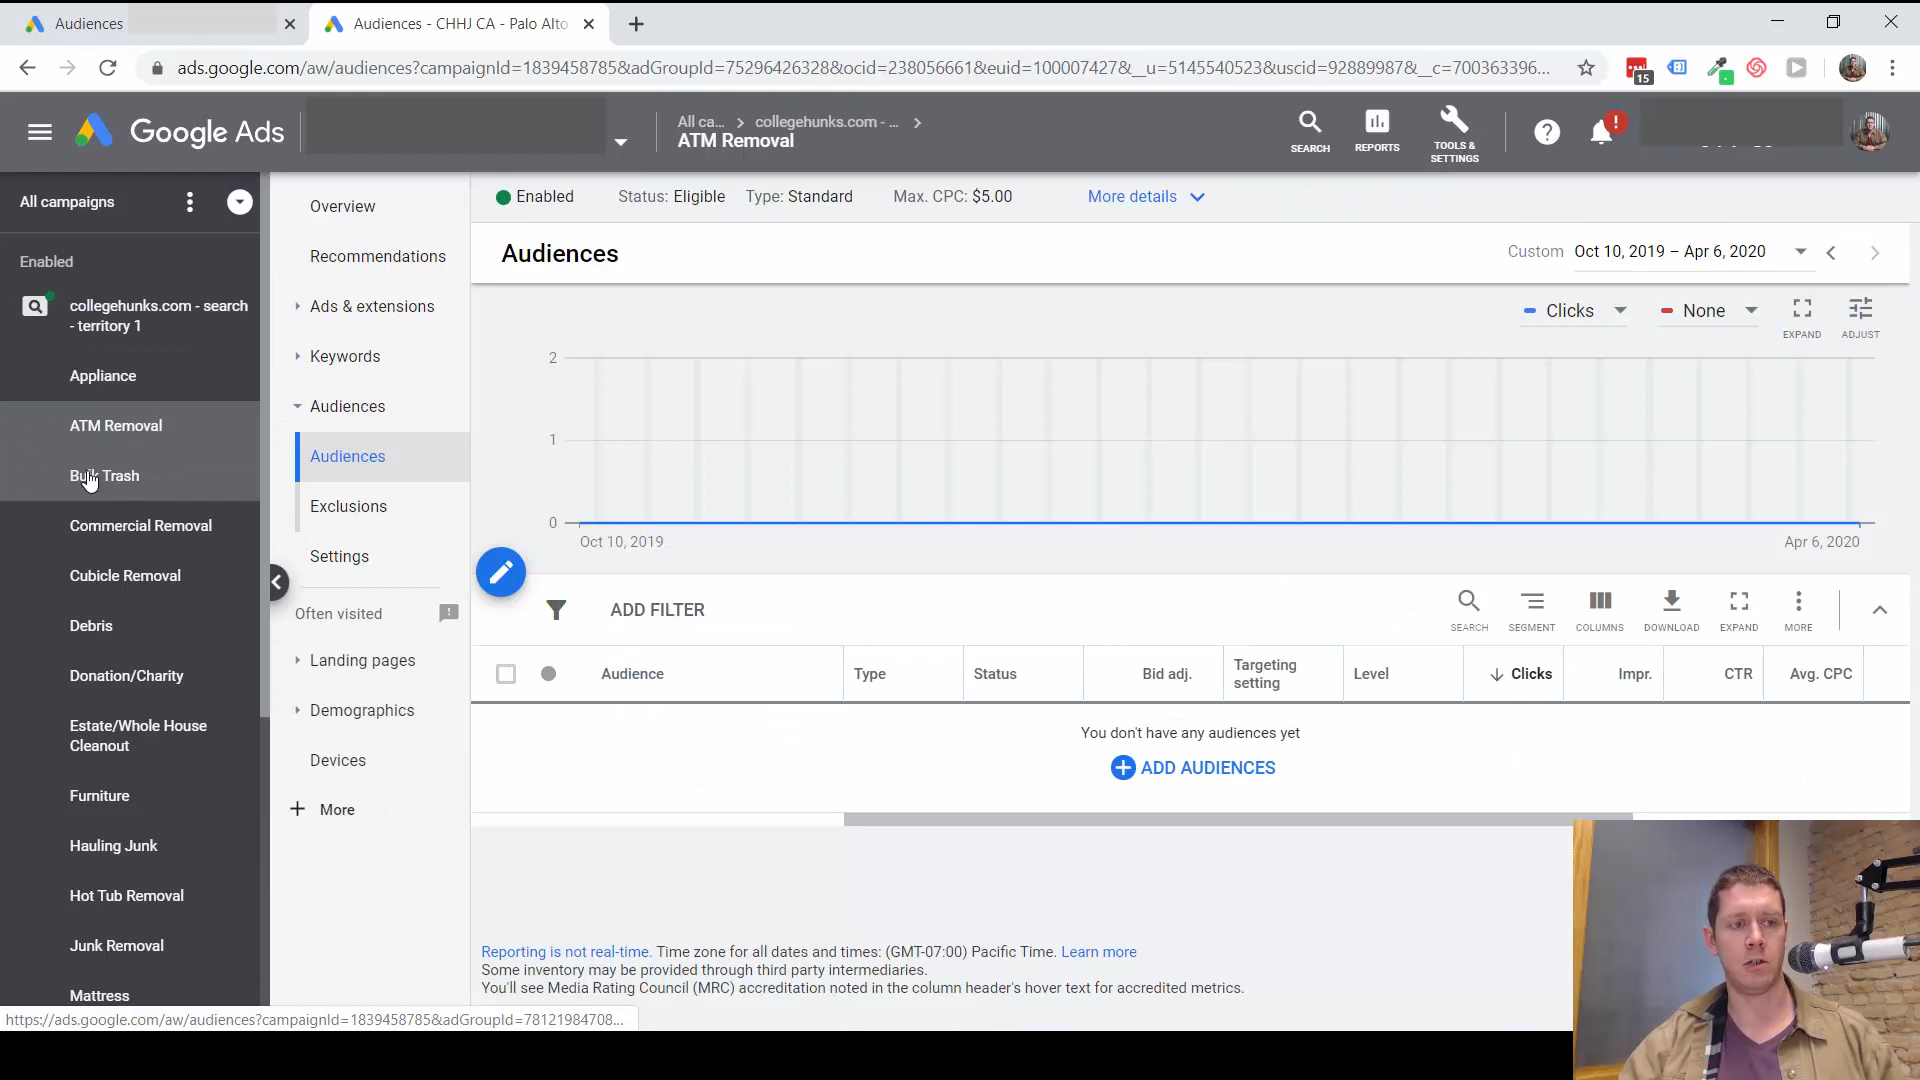 Audiences
Audiences - CHHJ CA - Palo Alto
ads.google.com/aw/audiences?campaignId=1839458785&adGroupId=75296426328&ocid=238056661&euid=100007427&__u=5145540523&uscid=92889987&__c=700363396...
15
Google Ads
All ca...
collegehunks.com - ...
ATM Removal
SEARCH
REPORTS
TOOLS &
SETTINGS
All campaigns
Enabled
collegehunks.com - search
- territory 1
Appliance
ATM Removal
Bulk Trash
Commercial Removal
Cubicle Removal
Debris
Donation/Charity
Estate/Whole House
Cleanout
Furniture
Hauling Junk
Hot Tub Removal
Junk Removal
Mattress
Overview
Recommendations
Ads & extensions
Keywords
Audiences
Audiences
Exclusions
Settings
Often visited
Landing pages
Demographics
Devices
More
Enabled
Status: Eligible
Type: Standard
Max. CPC: $5.00
More details
Audiences
Custom Oct 10, 2019 – Apr 6, 2020
Clicks
None
EXPAND
ADJUST
2
1
0
Oct 10, 2019
Apr 6, 2020
ADD FILTER
SEARCH
SEGMENT
COLUMNS
DOWNLOAD
EXPAND
MORE
Audience
Type
Status
Bid adj.
Targeting
setting
Level
Clicks
Impr.
CTR
Avg. CPC
You don't have any audiences yet
ADD AUDIENCES
Reporting is not real-time. Time zone for all dates and times: (GMT-07:00) Pacific Time. Learn more
Some inventory may be provided through third party intermediaries.
You'll see Media Rating Council (MRC) accreditation noted in the column header's hover text for accredited metrics.
https://ads.google.com/aw/audiences?campaignId=1839458785&adGroupId=78121984708...